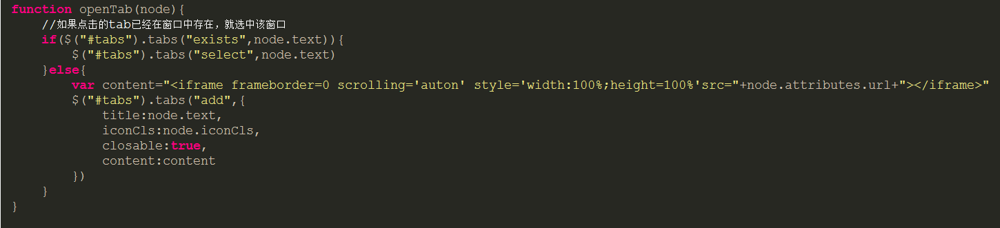 function openTab(node){
    //如果点击的tab已经在窗口中存在，就选中该窗口
    if($("#tabs").tabs("exists",node.text)){
        $("#tabs").tabs("select",node.text)
    }else{
        var content="<iframe frameborder=0 scrolling='auton' style='width:100%;height=100%'src="+node.attributes.url+"></iframe>"
        $("#tabs").tabs("add",{
            title:node.text,
            iconCls:node.iconCls,
            closable:true,
            content:content
        })
    }
}